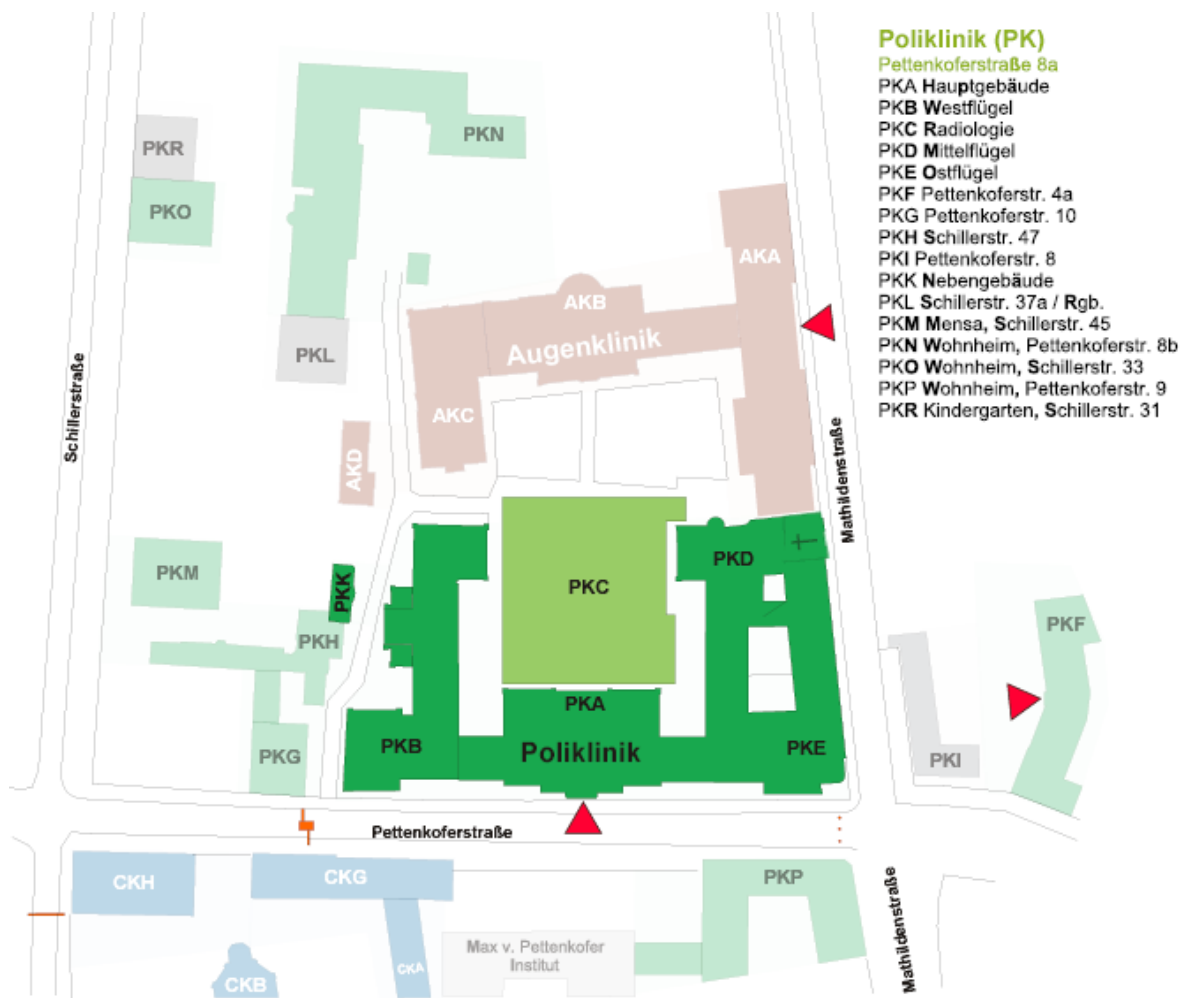 Poliklinik (PK)
Pettenkoferstraße 8a
PKA Hauptgebäude
PKB Westflügel
PKC Radiologie
PKD Mittelflügel
PKE Ostflügel
PKF Pettenkoferstr. 4a
PKG Pettenkoferstr. 10
PKH Schillerstr. 47
PKI Pettenkoferstr. 8
PKK Nebengebäude
PKL Schillerstr. 37a / Rgb.
PKM Mensa, Schillerstr. 45
PKN Wohnheim, Pettenkoferstr. 8b
PKO Wohnheim, Schillerstr. 33
PKP Wohnheim, Pettenkoferstr. 9
PKR Kindergarten, Schillerstr. 31
PKN
PKR
PKO
AKA
AKB
Augenklinik
PKL
Schillerstraße
AKC
Mathildenstraße
AKD
PKD
PKM
PKC
PKK
PKF
PKH
PKA
PKB
Poliklinik
PKE
PKG
PKI
Pettenkoferstraße
CKH
CKG
PKP
Mathildenstraße
Max v. Pettenkofer
Institut
CKA
CKB